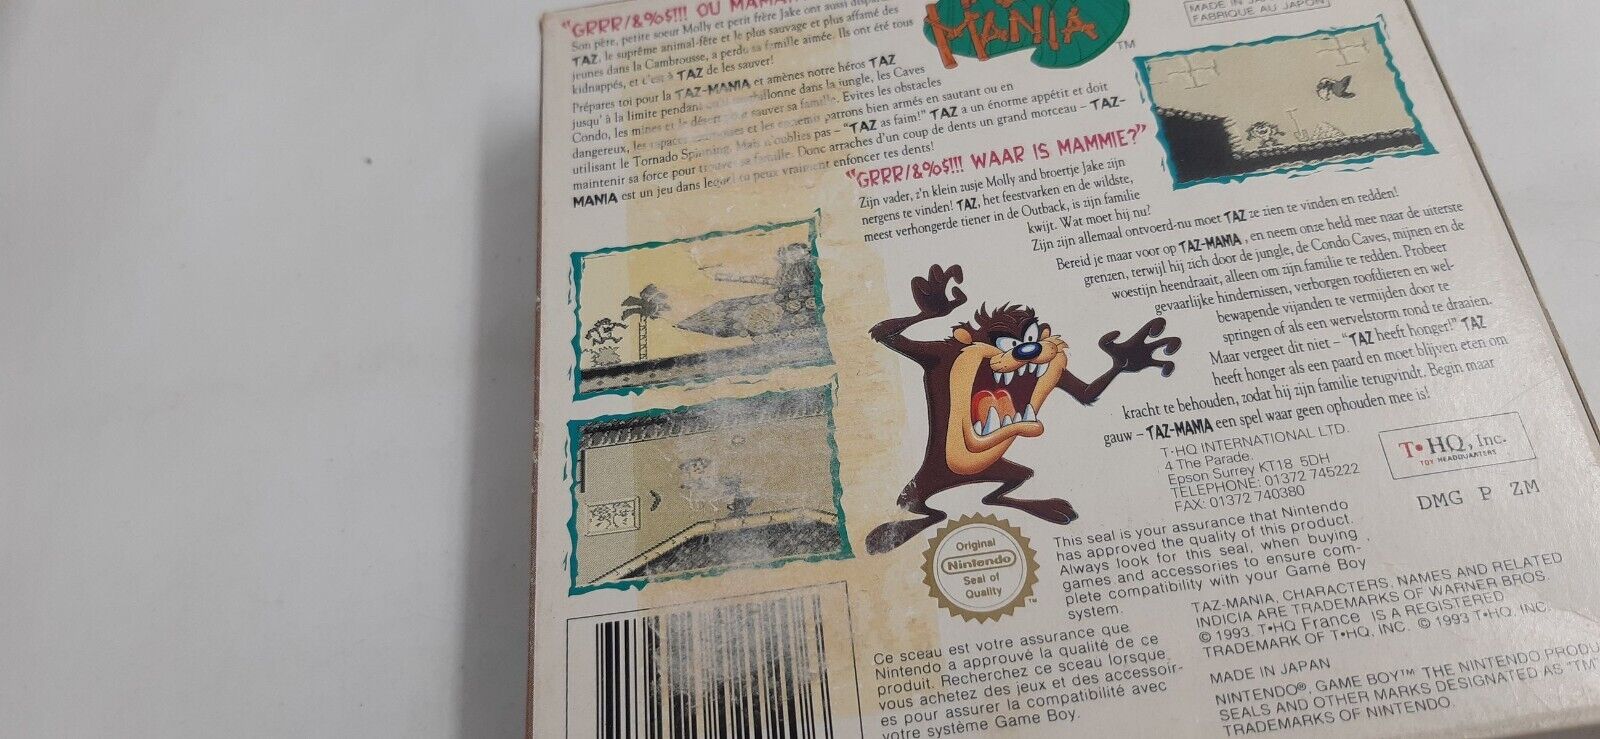 "GRRR/&%$!!! OU
Son père, petite soeur Molly et petit frère Jake ont aussi
TAZ, le suprême animal-fête et le plus sauvage et plus affamé des
jeunes dans la Cambrousse, a perdu sa famille aimée. Ils ont été tous
kidnappés, et c'est à TAZ de les sauver!
Prépares toi pour la TAZ-MANIA et amènes notre héros TAZ
jusqu' à la limite pendant qu'il dans la jungle, les Caves
Condo, les mines et le désert sauver sa famille. Evites les obstacles
dangereux, les et les ennemis parrons bien armés en sautant ou en
utilisant le Tornado Spinning. Mais n'oublies pas – "TAZ as faim!" TAZ a un énorme appétit et doit
maintenir sa force pour trouver sa famille. Donc arraches d'un coup de dents un grand morceau – TAZ-
MANIA est un jeu dans lequel tu peux vraiment enfoncer tes dents!
MANIA
TM
MADE IN
FABRIQUE AU JAPON
"GRRR/&%$!!! WAAR IS MAMMIE?"
Zijn vader, z'n klein zusje Molly and broertje Jake zijn
nergens te vinden! TAZ, het feestvarken en de wildste,
meest verhongerde tiener in de Outback, is zijn familie
kwijt. Wat moet hij nu?
Zijn zijn allemaal ontvoerd-nu moet TAZ ze zien te vinden en redden!
Bereid je maar voor op TAZ-MANIA, en neem onze held mee naar de uiterste
grenzen, terwijl hij zich door de jungle, de Condo Caves, mijnen en de
woestijn heendraait, alleen om zijn familie te redden. Probeer
gevaarlijke hindernissen, verborgen roofdieren en wel-
bewapende vijanden te vermijden door te
springen of als een wervelstorm rond te draaien.
Maar vergeet dit niet – "TAZ heeft honger!" TAZ
heeft honger als een paard en moet blijven eten om
kracht te behouden, zodat hij zijn familie terugvindt. Begin maar
gauw – TAZ-MANIA een spel waar geen ophouden mee is!
T·HQ INTERNATIONAL LTD.
4 The Parade.
Epson Surrey KT18 5DH
TELEPHONE: 01372 745222
FAX: 01372 740380
T·HQ, Inc.
TOY HEADQUARTERS
DMG P ZM
Original
Nintendo
Seal of
Quality
TM
This seal is your assurance that Nintendo
has approved the quality of this product.
Always look for this seal, when buying
games and accessories to ensure com-
plete compatibility with your Game Boy
system.
Ce sceau est votre assurance que
Nintendo a approuvé la qualité de ce
produit. Recherchez ce sceau lorsque
vous achetez des jeux et des accessoir-
es pour assurer la compatibilité avec
votre système Game Boy.
TAZ-MANIA, CHARACTERS, NAMES AND RELATED
INDICIA ARE TRADEMARKS OF WARNER BROS.
© 1993. T•HQ France IS A REGISTERED
TRADEMARK OF T•HQ, INC. © 1993 T•HQ, INC.
MADE IN JAPAN
NINTENDO®, GAME BOY™ THE NINTENDO
SEALS AND OTHER MARKS DESIGNATED AS "TM"
TRADEMARKS OF NINTENDO.